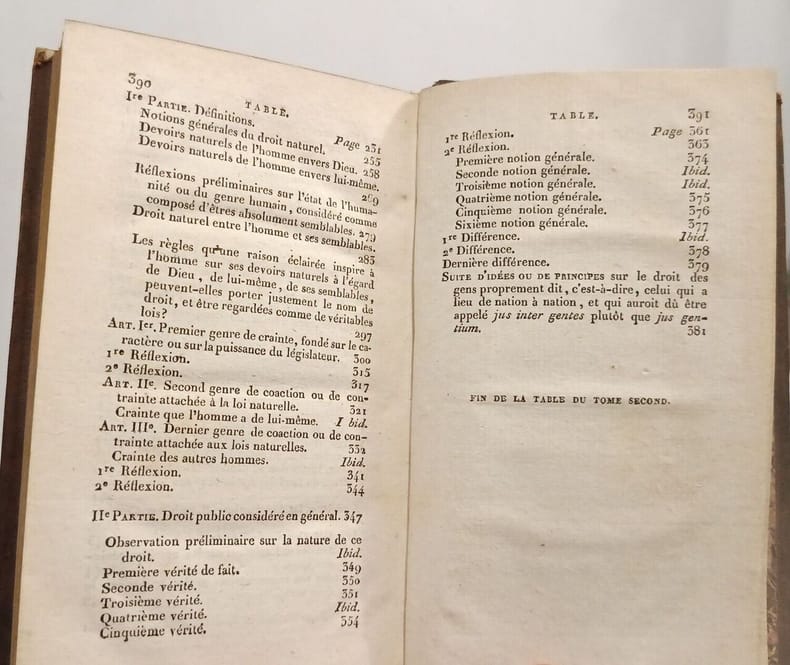 390
TABLE.
Ire PARTIE. Définitions. Page 231
Notions générales du droit naturel. 255
Devoirs naturels de l'homme envers Dieu. 258
Devoirs naturels de l'homme envers lui-même. 269
Réflexions préliminaires sur l'état de l'huma-
nité ou du genre humain, considéré comme
composé d'êtres absolument semblables. 279
Droit naturel entre l'homme et ses semblables. 283
Les règles qu'une raison éclairée inspire à
l'homme sur ses devoirs naturels à l'égard
de Dieu, de lui-même, de ses semblables,
peuvent-elles porter justement le nom de
droit, et être regardées comme de véritables
lois? 297
ART. Ier. Premier genre de crainte, fondé sur le ca-
ractère ou sur la puissance du législateur. 300
1re Réflexion. 315
2e Réflexion. 317
ART. IIe. Second genre de coaction ou de con-
trainte attachée à la loi naturelle. 321
Crainte que l'homme a de lui-même. I bid.
ART. IIIe. Dernier genre de coaction ou de con-
trainte attachée aux lois naturelles. 332
Crainte des autres hommes. Ibid.
1re Réflexion. 341
2e Réflexion. 344
IIe PARTIE. Droit public considéré en général. 347
Observation préliminaire sur la nature de ce
droit. Ibid.
Première vérité de fait. 349
Seconde vérité. 350
Troisième vérité. 351
Quatrième vérité. Ibid.
Cinquième vérité. 354
TABLE. 391
1re Réflexion. Page 361
2e Réflexion. 363
Première notion générale. 374
Seconde notion générale. Ibid.
Troisième notion générale. Ibid.
Quatrième notion générale. 375
Cinquième notion générale. 376
Sixième notion générale. 377
1re Différence. Ibid.
2e Différence. 378
Dernière différence. 379
SUITE D'IDÉES OU DE PRINCIPES sur le droit des
gens proprement dit, c'est-à-dire, celui qui a
lieu de nation à nation, et qui auroit dû être
appelé jus inter gentes plutôt que jus gen-
tium. 381
FIN DE LA TABLE DU TOME SECOND.